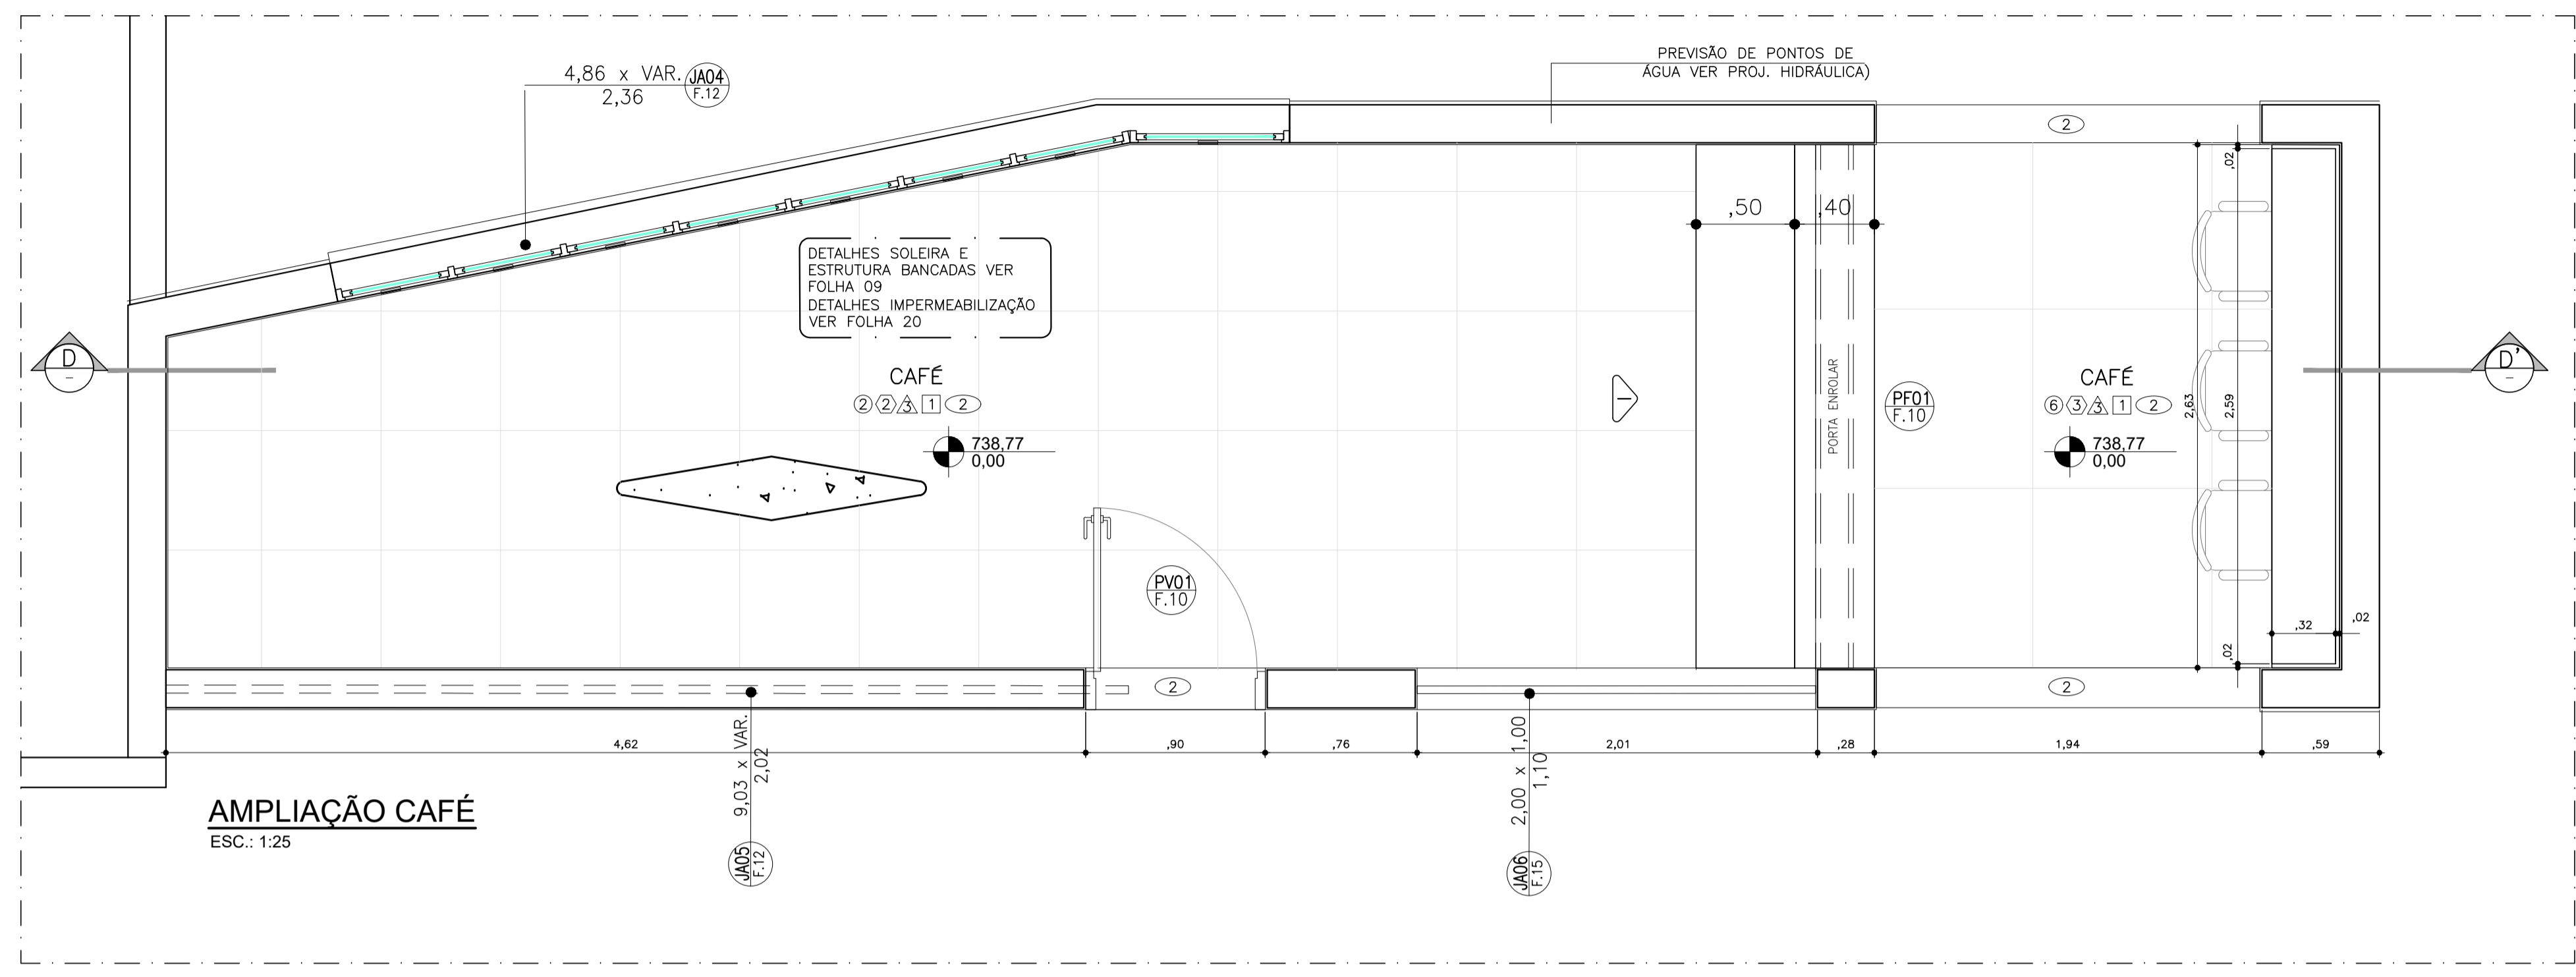 PREVISÃO DE PONTOS DE
ÁGUA VER PROJ. HIDRÁULICA)
4,86 x VAR.
2,36
JA04
F.12
2
,02
,50
,40
DETALHES SOLEIRA E
ESTRUTURA BANCADAS VER
FOLHA 09
DETALHES IMPERMEABILIZAÇÃO
VER FOLHA 20
D
–
D'
–
CAFÉ
2 2 3 1 2
738,77
0,00
1
PORTA ENROLAR
PF01
F.10
CAFÉ
6 3 3 1 2
738,77
0,00
2,63
2,59
PV01
F.10
,32
,02
,02
2
2
4,62
,90
,76
2,01
,28
1,94
,59
9,03 x VAR.
2,02
JA05
F.12
2,00 x 1,00
1,10
JA06
F.15
AMPLIAÇÃO CAFÉ
ESC.: 1:25